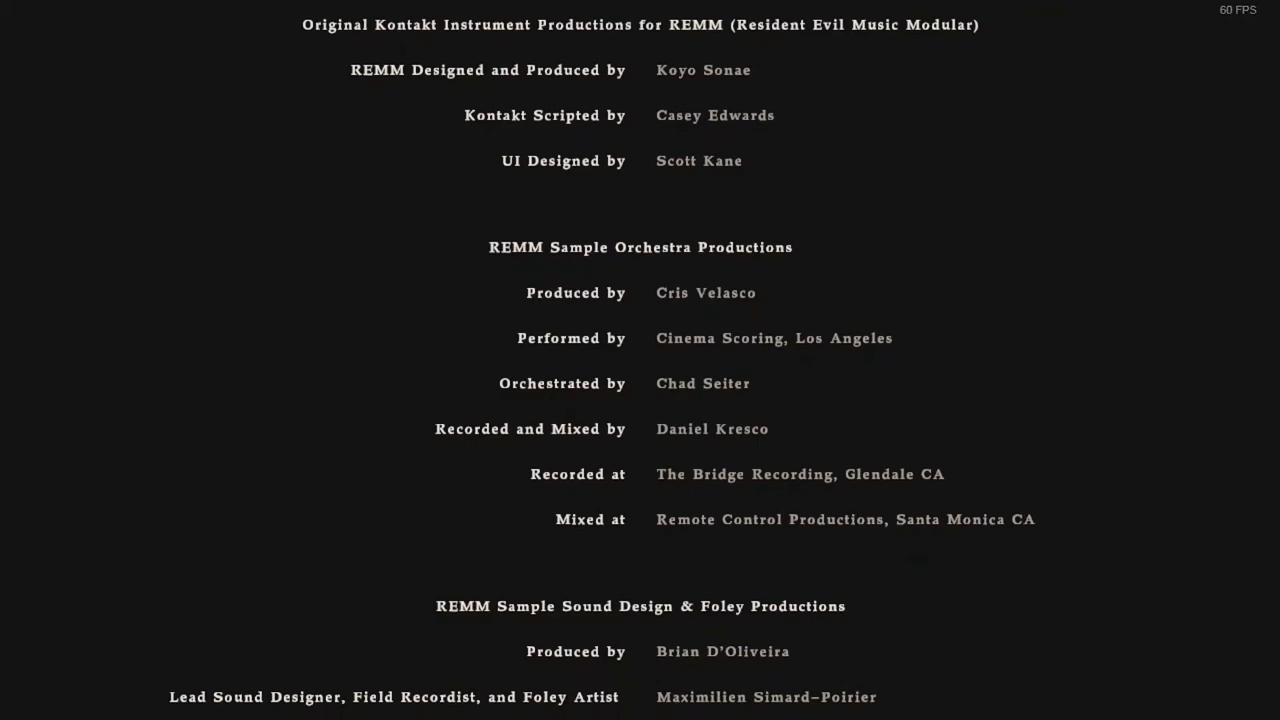 60 FPS
Original Kontakt Instrument Productions for REMM (Resident Evil Music Modular)
REMM Designed and Produced by Koyo Sonae
Kontakt Scripted by Casey Edwards
UI Designed by Scott Kane
REMM Sample Orchestra Productions
Produced by Cris Velasco
Performed by Cinema Scoring, Los Angeles
Orchestrated by Chad Seiter
Recorded and Mixed by Daniel Kresco
Recorded at The Bridge Recording, Glendale CA
Mixed at Remote Control Productions, Santa Monica CA
REMM Sample Sound Design & Foley Productions
Produced by Brian D’Oliveira
Lead Sound Designer, Field Recordist, and Foley Artist Maximilien Simard–Poirier